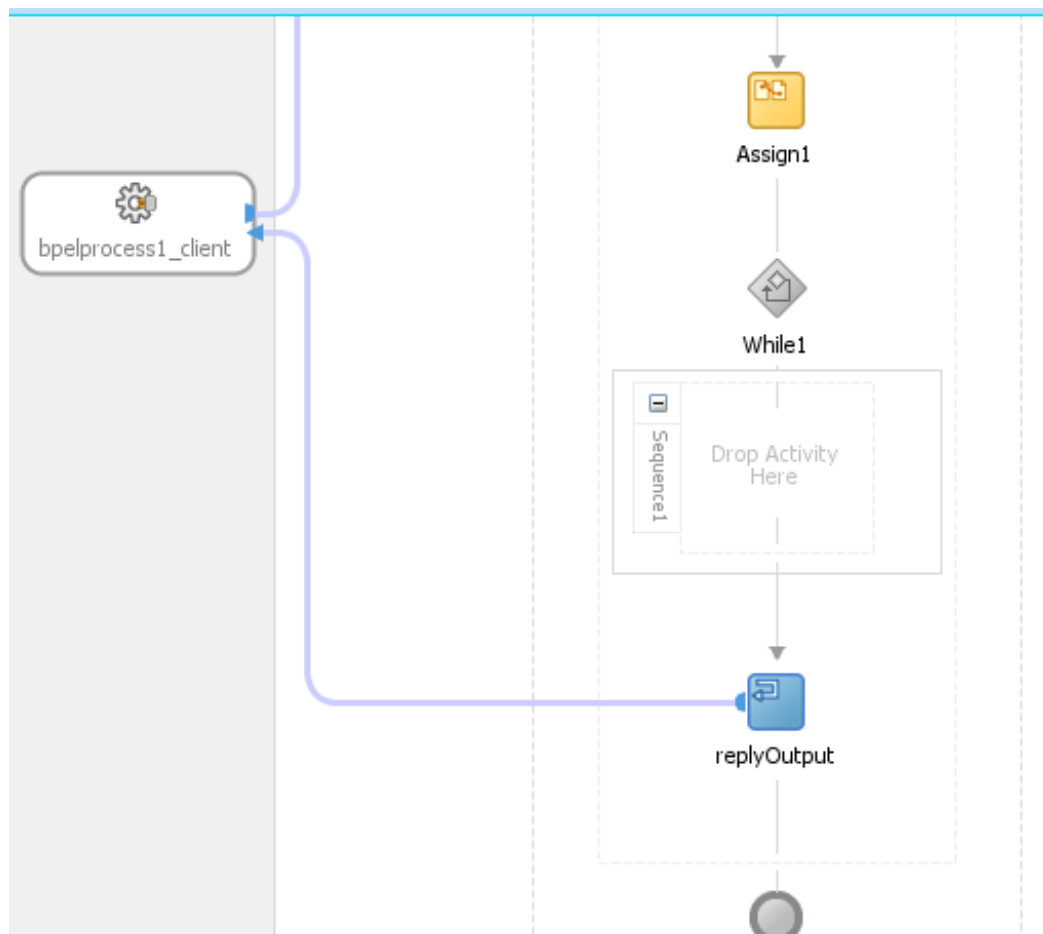 Assign1
bpelprocess1_client
While1
Sequence1
Drop Activity
Here
replyOutput